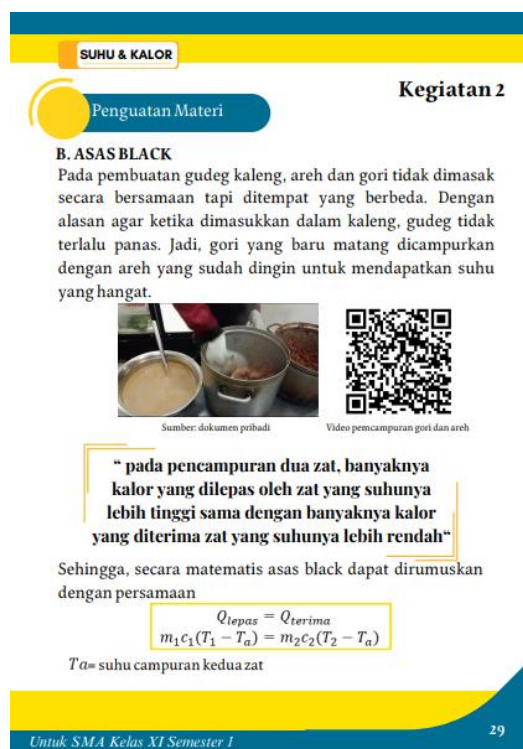 SUHU & KALOR
Kegiatan 2
Penguatan Materi
B. ASAS BLACK
Pada pembuatan gudeg kaleng, areh dan gori tidak dimasak
secara bersamaan tapi ditempat yang berbeda. Dengan
alasan agar ketika dimasukkan dalam kaleng, gudeg tidak
terlalu panas. Jadi, gori yang baru matang dicampurkan
dengan areh yang sudah dingin untuk mendapatkan suhu
yang hangat.
Sumber: dokumen pribadi
Video pemcampuran gori dan areh
“ pada pencampuran dua zat, banyaknya
kalor yang dilepas oleh zat yang suhunya
lebih tinggi sama dengan banyaknya kalor
yang diterima zat yang suhunya lebih rendah“
Sehingga, secara matematis asas black dapat dirumuskan
dengan persamaan
Q_lepas = Q_terima
m₁c₁(T₁ − Tₐ) = m₂c₂(T₂ − Tₐ)
Ta= suhu campuran kedua zat
29
Untuk SMA Kelas XI Semester 1